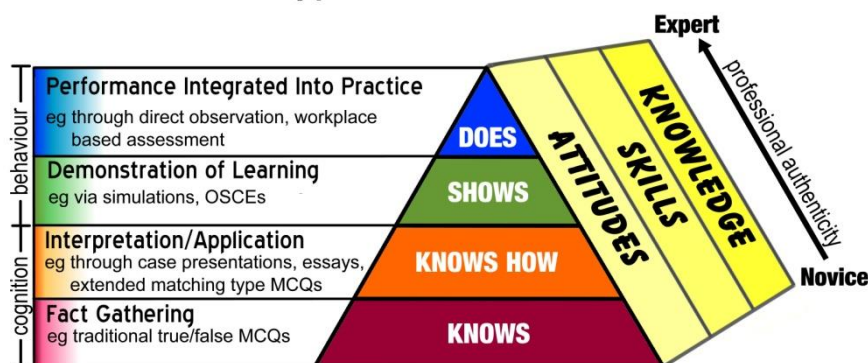 Expert
Performance Integrated Into Practice
eg through direct observation, workplace
based assessment
DOES
Demonstration of Learning
eg via simulations, OSCEs
SHOWS
Interpretation/Application
eg through case presentations, essays,
extended matching type MCQs
KNOWS HOW
Fact Gathering
eg traditional true/false MCQs
KNOWS
behaviour
cognition
ATTITUDES
SKILLS
KNOWLEDGE
professional authenticity
Novice